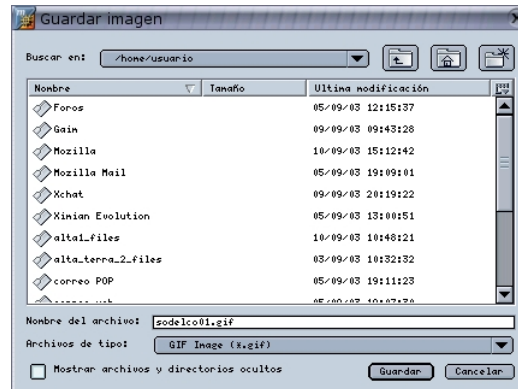 Guardar imagen
Buscar en: /home/usuario
Nombre Tamaño Ultima modificación
Foros 05/09/03 12:15:37
Gaim 09/09/03 09:43:28
Mozilla 10/09/03 15:12:42
Mozilla Mail 05/09/03 19:09:01
Xchat 09/09/03 20:19:22
Ximian Evolution 05/09/03 13:00:51
alta1_files 10/09/03 10:48:21
alta_terra_2_files 03/09/03 10:32:32
correo POP 05/09/03 19:11:23
Nombre del archivo: sodelco01.gif
Archivos de tipo: GIF Image (*.gif)
Mostrar archivos y directorios ocultos Guardar Cancelar